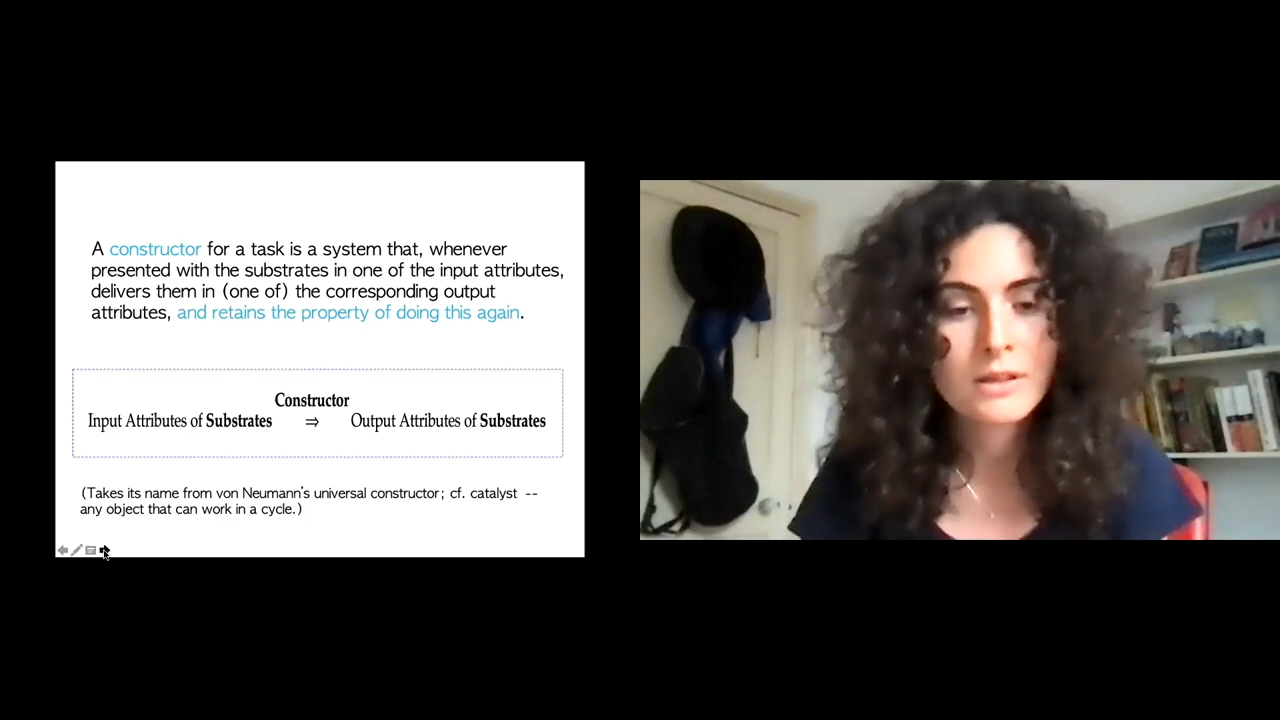 A constructor for a task is a system that, whenever
presented with the substrates in one of the input attributes,
delivers them in (one of) the corresponding output
attributes, and retains the property of doing this again.
Constructor
Input Attributes of Substrates ⇒ Output Attributes of Substrates
(Takes its name from von Neumann's universal constructor; cf. catalyst --
any object that can work in a cycle.)